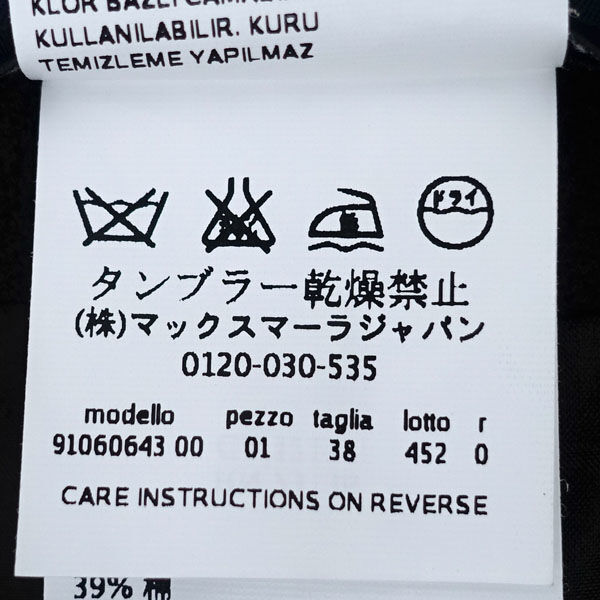 KULLANILABILIR. KURU
TEMIZLEME YAPILMAZ
ドライ
タンブラー乾燥禁止
(株)マックスマーラジャパン
0120-030-535
modello pezzo taglia lotto r
91060643 00 01 38 452 0
CARE INSTRUCTIONS ON REVERSE
39%